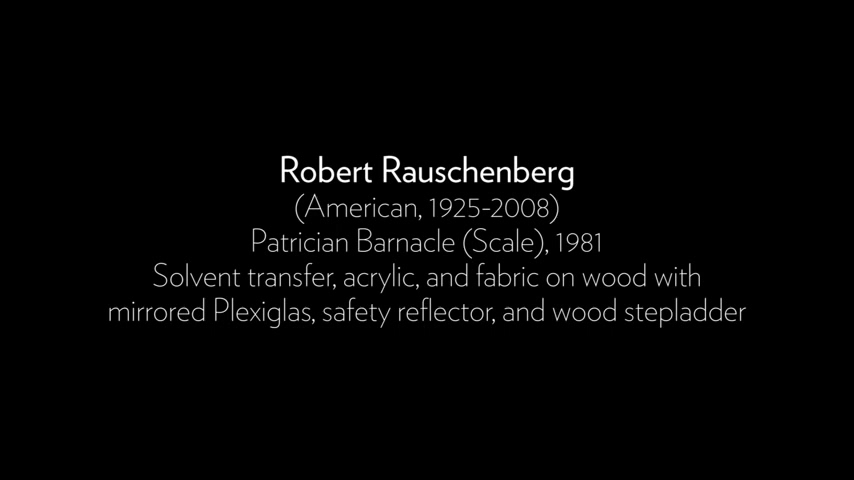 Robert Rauschenberg
(American, 1925-2008)
Patrician Barnacle (Scale), 1981
Solvent transfer, acrylic, and fabric on wood with
mirrored Plexiglas, safety reflector, and wood stepladder